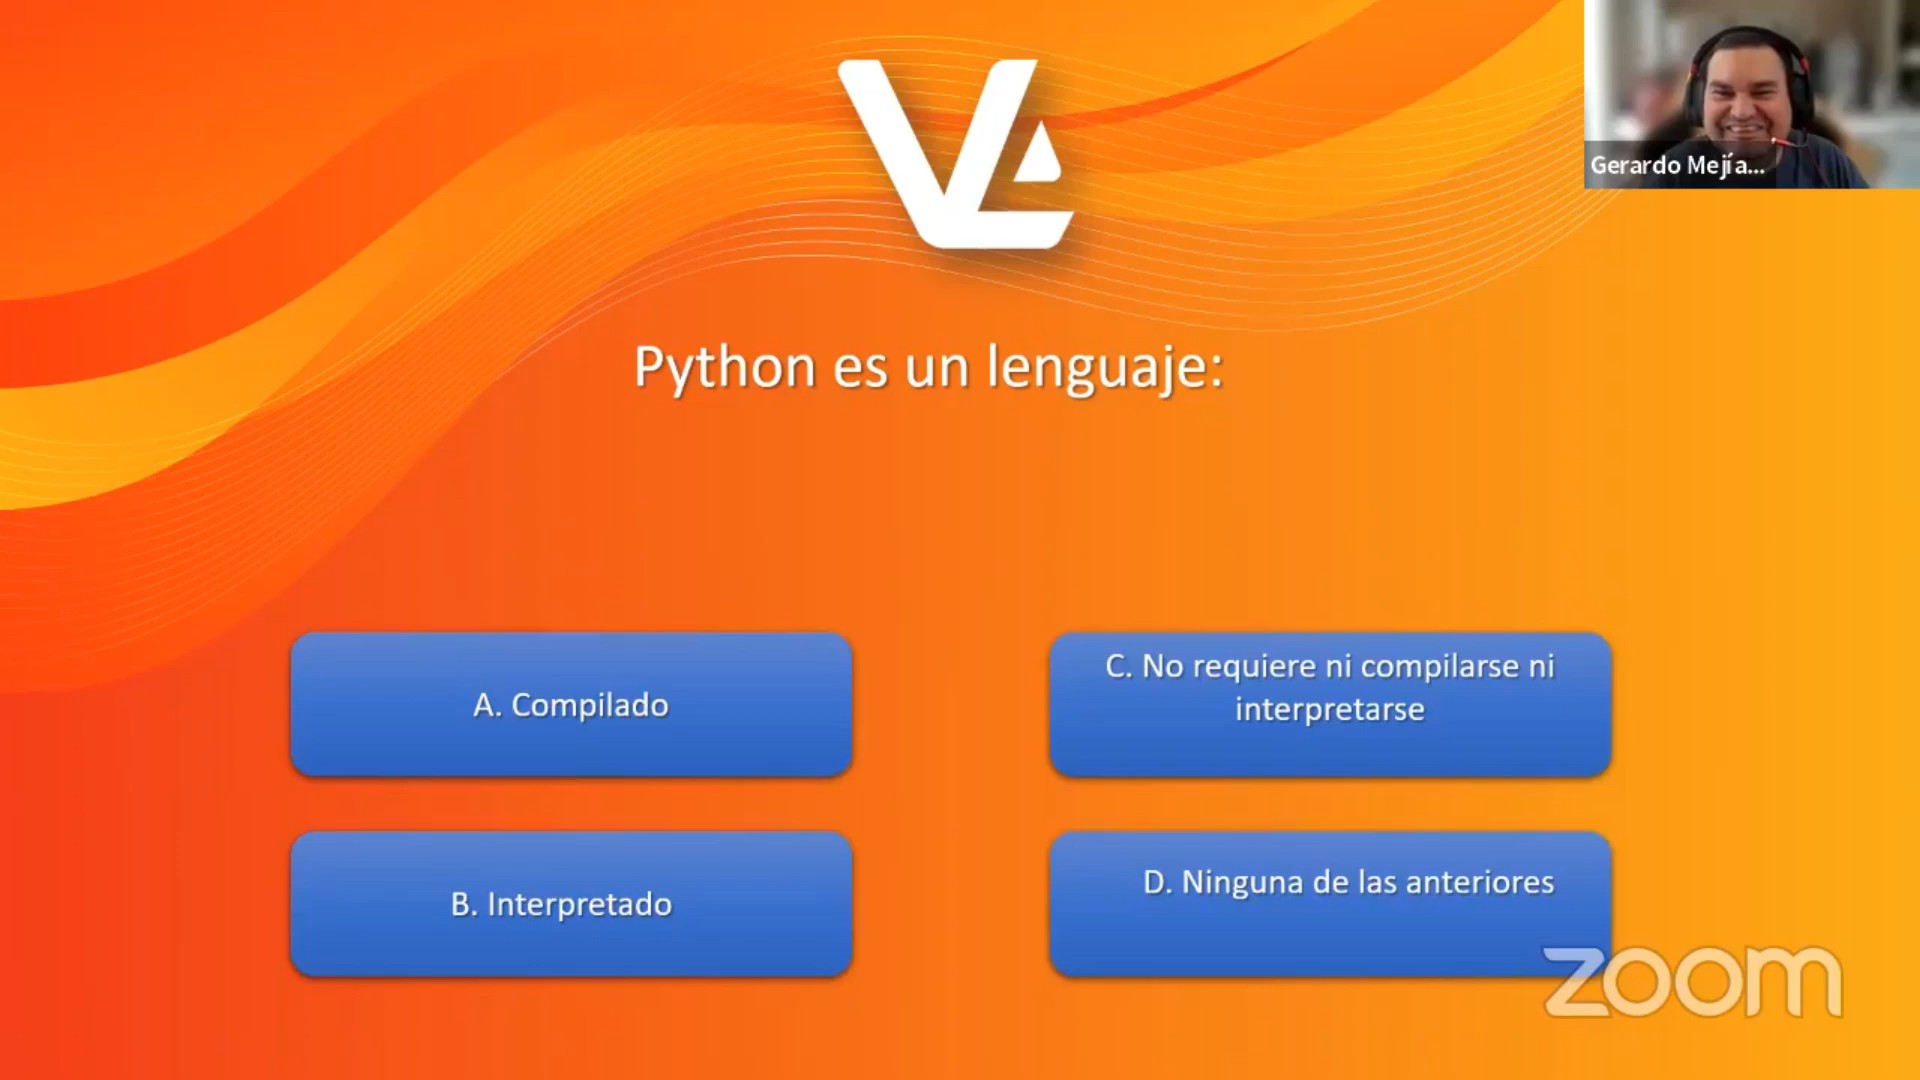 VA
Gerardo Mejía...
Python es un lenguaje:
A. Compilado
C. No requiere ni compilarse ni
interpretarse
B. Interpretado
D. Ninguna de las anteriores
zoom